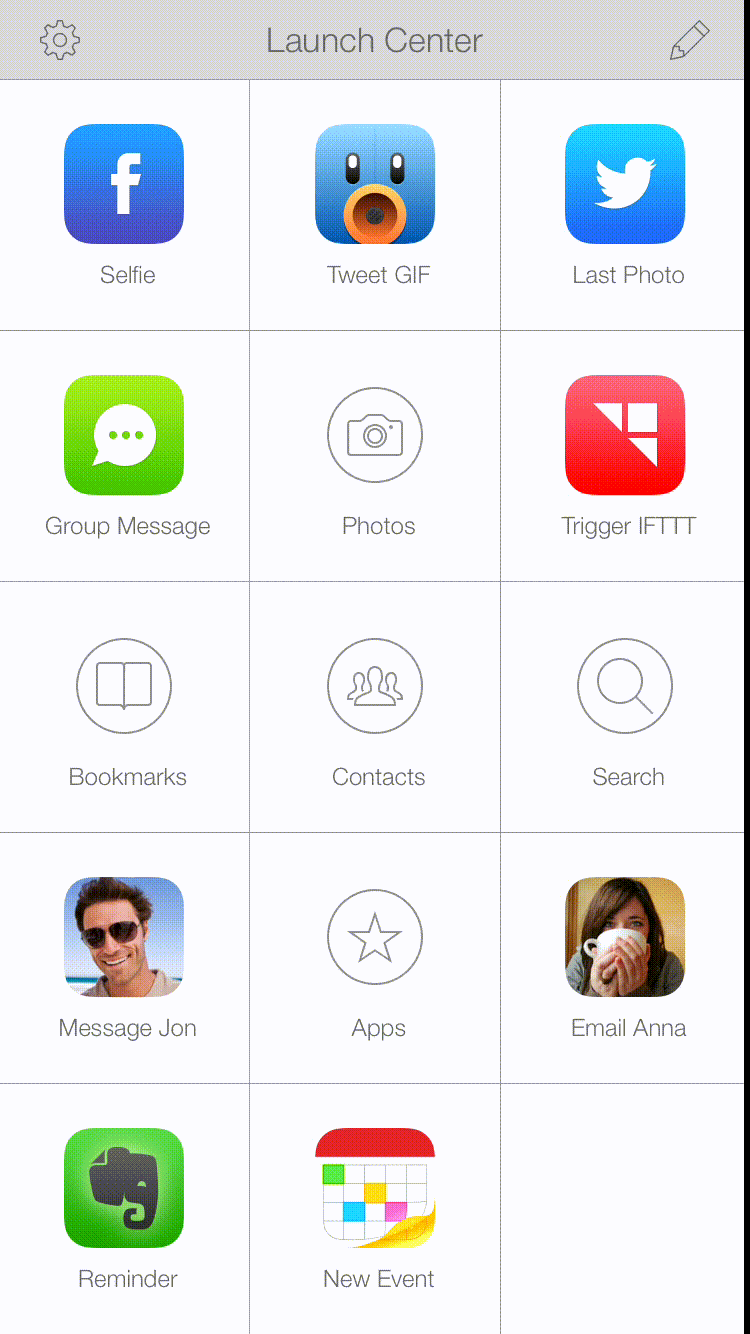 Launch Center
Selfie
Tweet GIF
Last Photo
Group Message
Photos
Trigger IFTTT
Bookmarks
Contacts
Search
Message Jon
Apps
Email Anna
Reminder
New Event